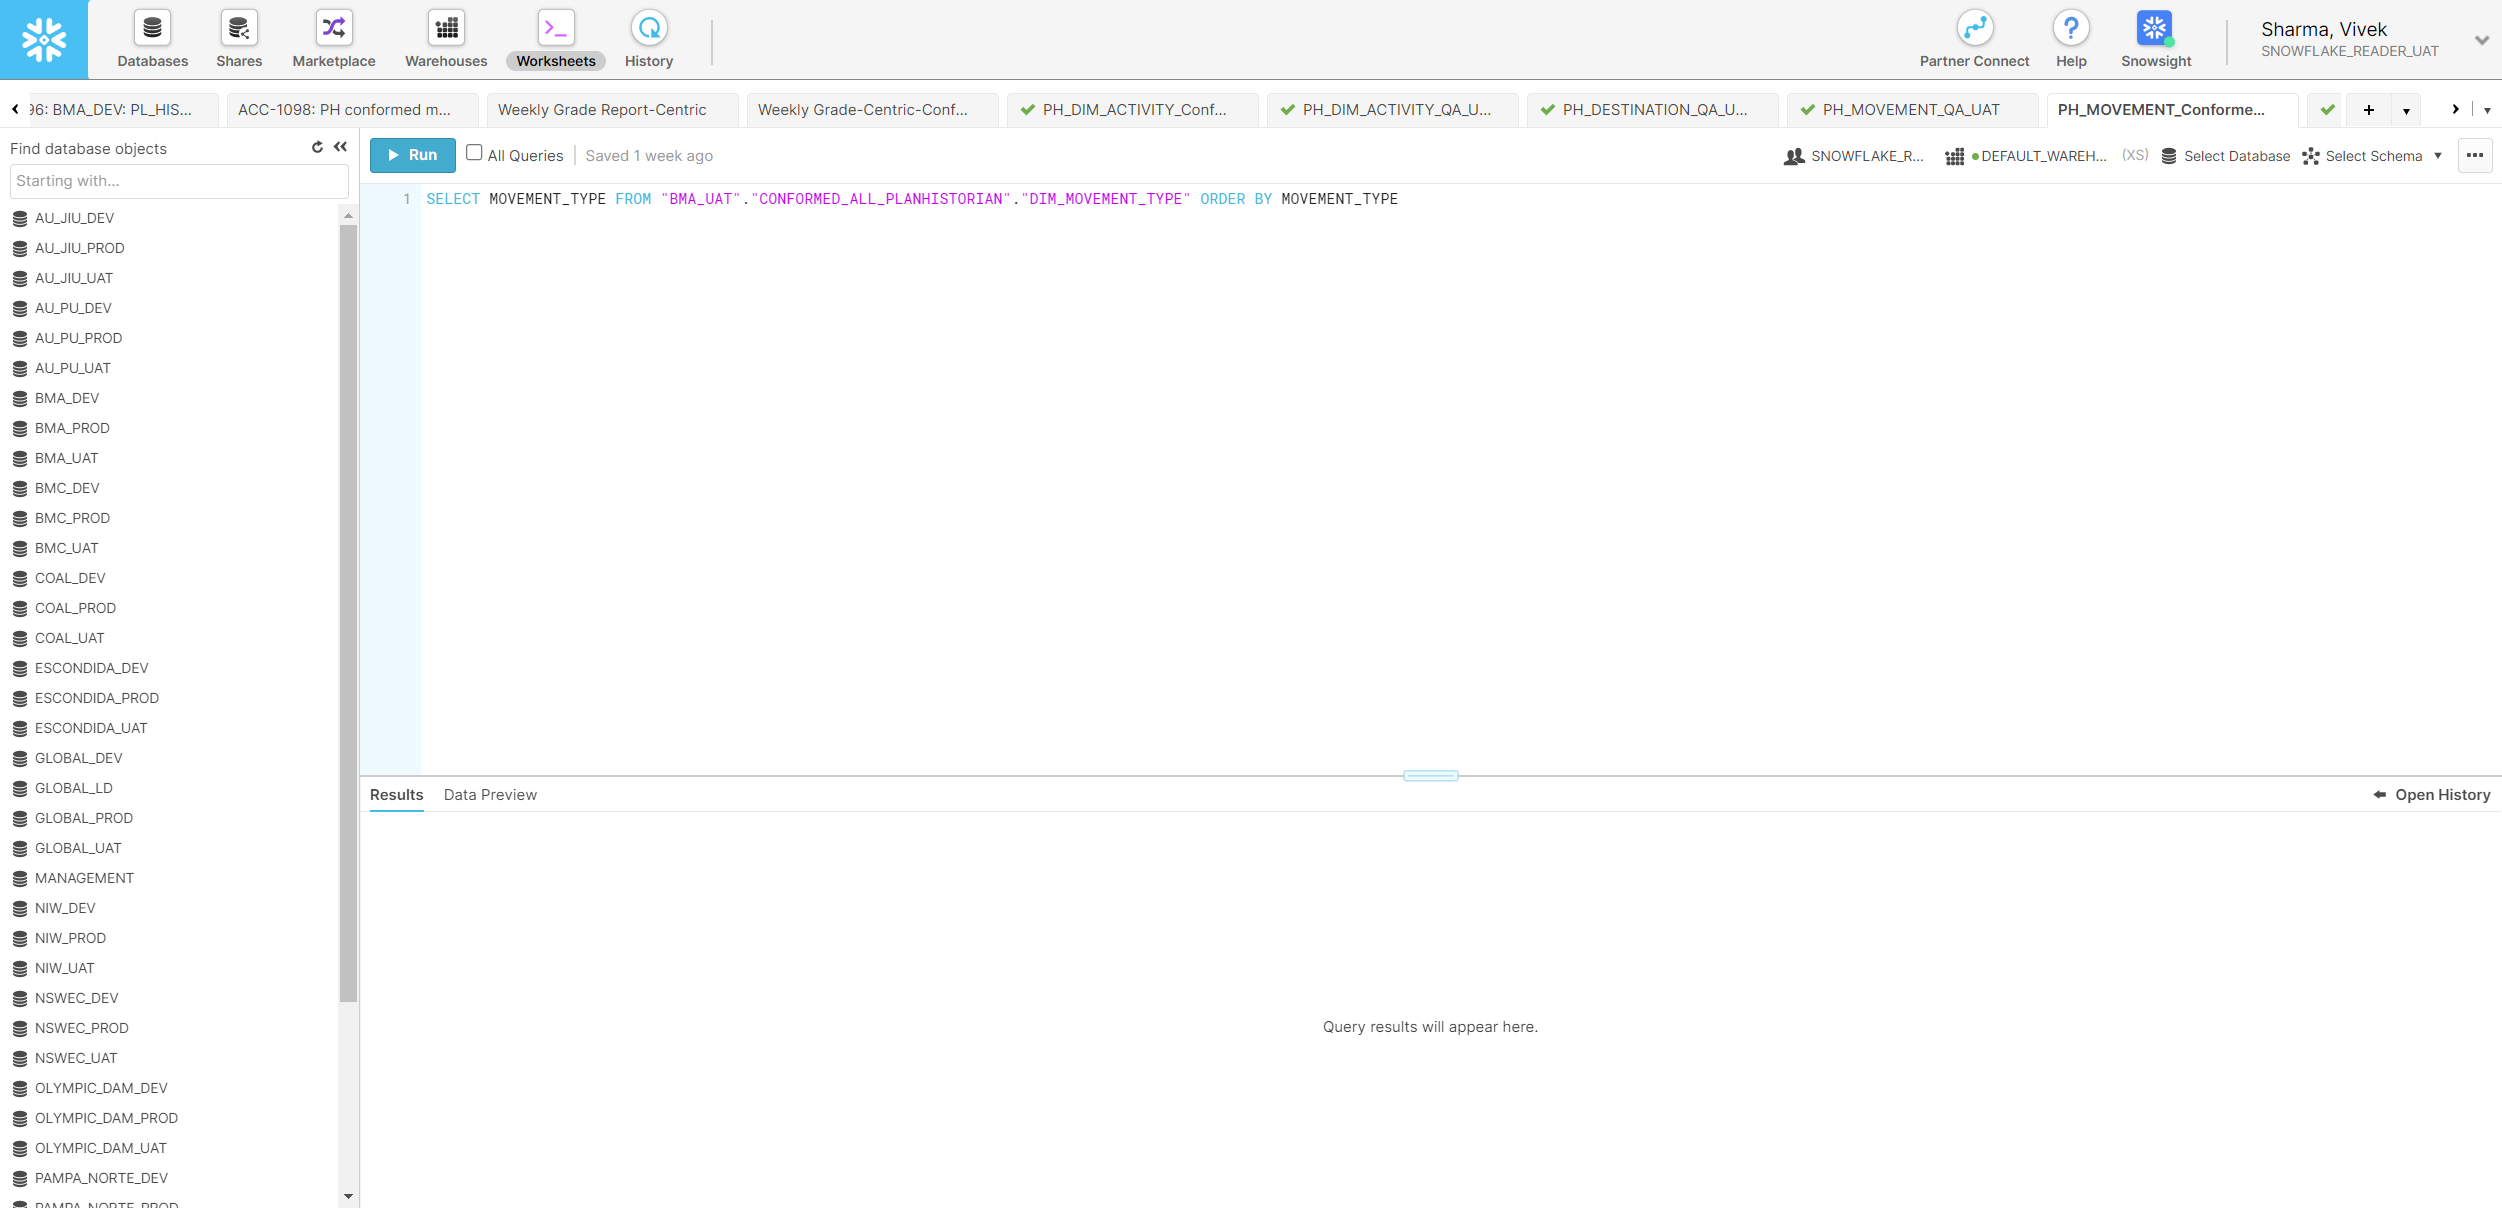 Databases
Shares
Marketplace
Warehouses
Worksheets
History
Partner Connect
Help
Snowsight
Sharma, Vivek
SNOWFLAKE_READER_UAT
96: BMA_DEV: PL_HIS...
ACC-1098: PH conformed m...
Weekly Grade Report-Centric
Weekly Grade-Centric-Conf...
PH_DIM_ACTIVITY_Conf...
PH_DIM_ACTIVITY_QA_U...
PH_DESTINATION_QA_U...
PH_MOVEMENT_QA_UAT
PH_MOVEMENT_Conforme...
Find database objects
Starting with...
AU_JIU_DEV
AU_JIU_PROD
AU_JIU_UAT
AU_PU_DEV
AU_PU_PROD
AU_PU_UAT
BMA_DEV
BMA_PROD
BMA_UAT
BMC_DEV
BMC_PROD
BMC_UAT
COAL_DEV
COAL_PROD
COAL_UAT
ESCONDIDA_DEV
ESCONDIDA_PROD
ESCONDIDA_UAT
GLOBAL_DEV
GLOBAL_LD
GLOBAL_PROD
GLOBAL_UAT
MANAGEMENT
NIW_DEV
NIW_PROD
NIW_UAT
NSWEC_DEV
NSWEC_PROD
NSWEC_UAT
OLYMPIC_DAM_DEV
OLYMPIC_DAM_PROD
OLYMPIC_DAM_UAT
PAMPA_NORTE_DEV
PAMPA_NORTE_PROD
Run
All Queries
Saved 1 week ago
SNOWFLAKE_R...
DEFAULT_WAREH...
(XS)
Select Database
Select Schema
1 SELECT MOVEMENT_TYPE FROM "BMA_UAT"."CONFORMED_ALL_PLANHISTORIAN"."DIM_MOVEMENT_TYPE" ORDER BY MOVEMENT_TYPE
Results
Data Preview
Open History
Query results will appear here.